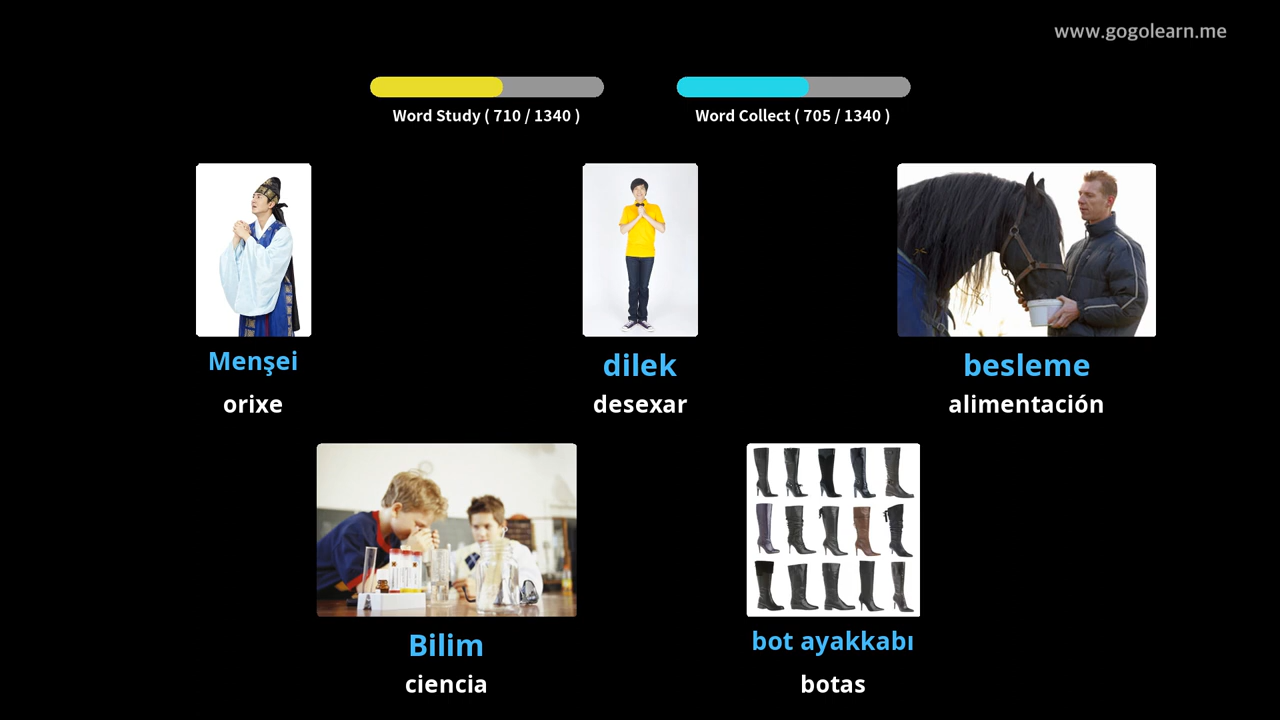 www.gogolearn.me
Word Study ( 710 / 1340 )
Word Collect ( 705 / 1340 )
Menşei
dilek
besleme
orixe
desexar
alimentación
Bilim
bot ayakkabı
ciencia
botas